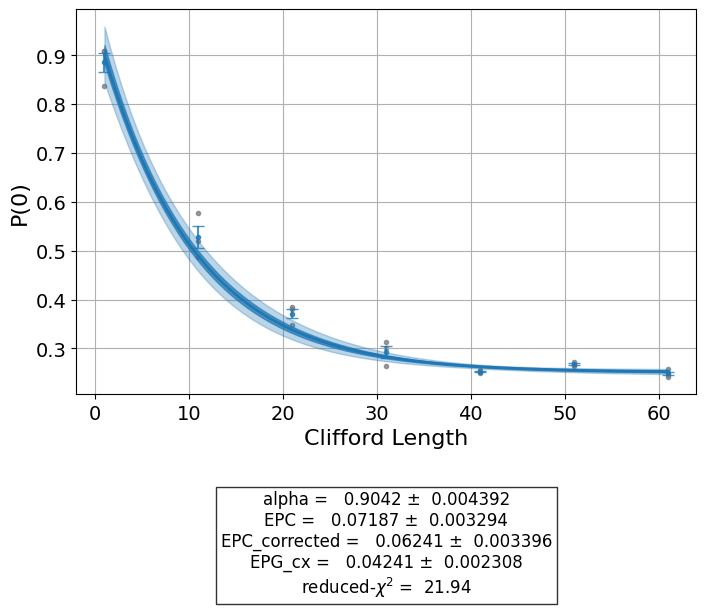 0.9
0.8
0.7
0.6
0.5
0.4
0.3
P(0)
0 10 20 30 40 50 60
Clifford Length
alpha = 0.9042 ± 0.004392
EPC = 0.07187 ± 0.003294
EPC_corrected = 0.06241 ± 0.003396
EPG_cx = 0.04241 ± 0.002308
reduced-χ² = 21.94